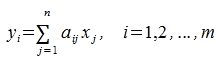 y_i = \sum_{j=1}^{n} a_{ij} x_j, i=1,2, ..., m